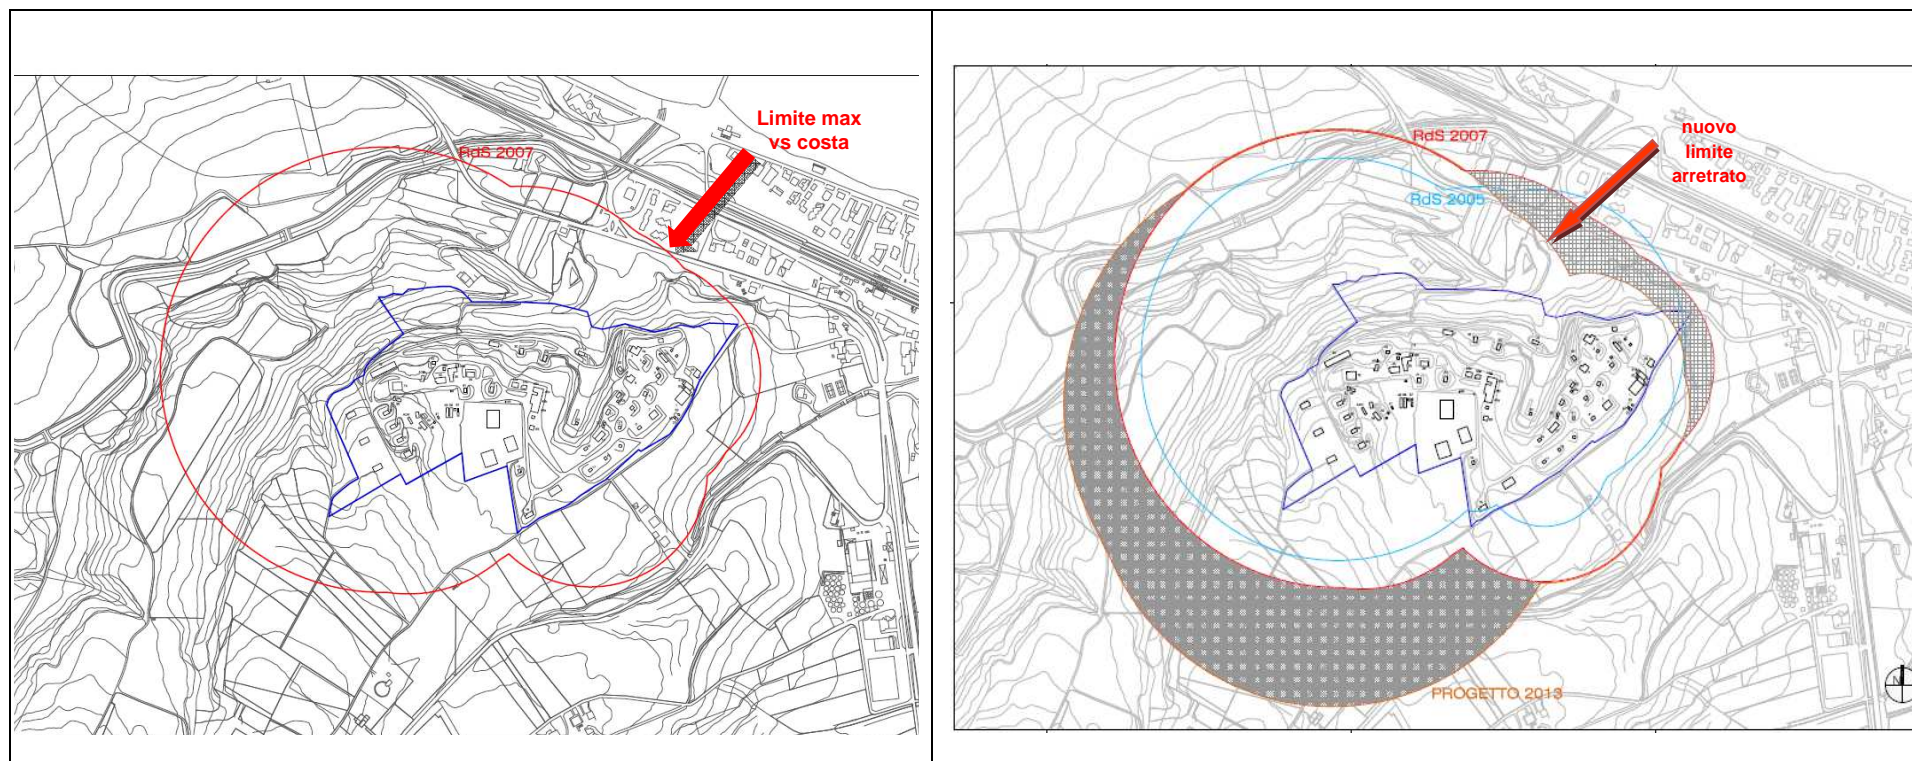 Limite max
vs costa
RdS 2007
nuovo
limite
arretrato
RdS 2007
RdS 2005
PROGETTO 2013
N